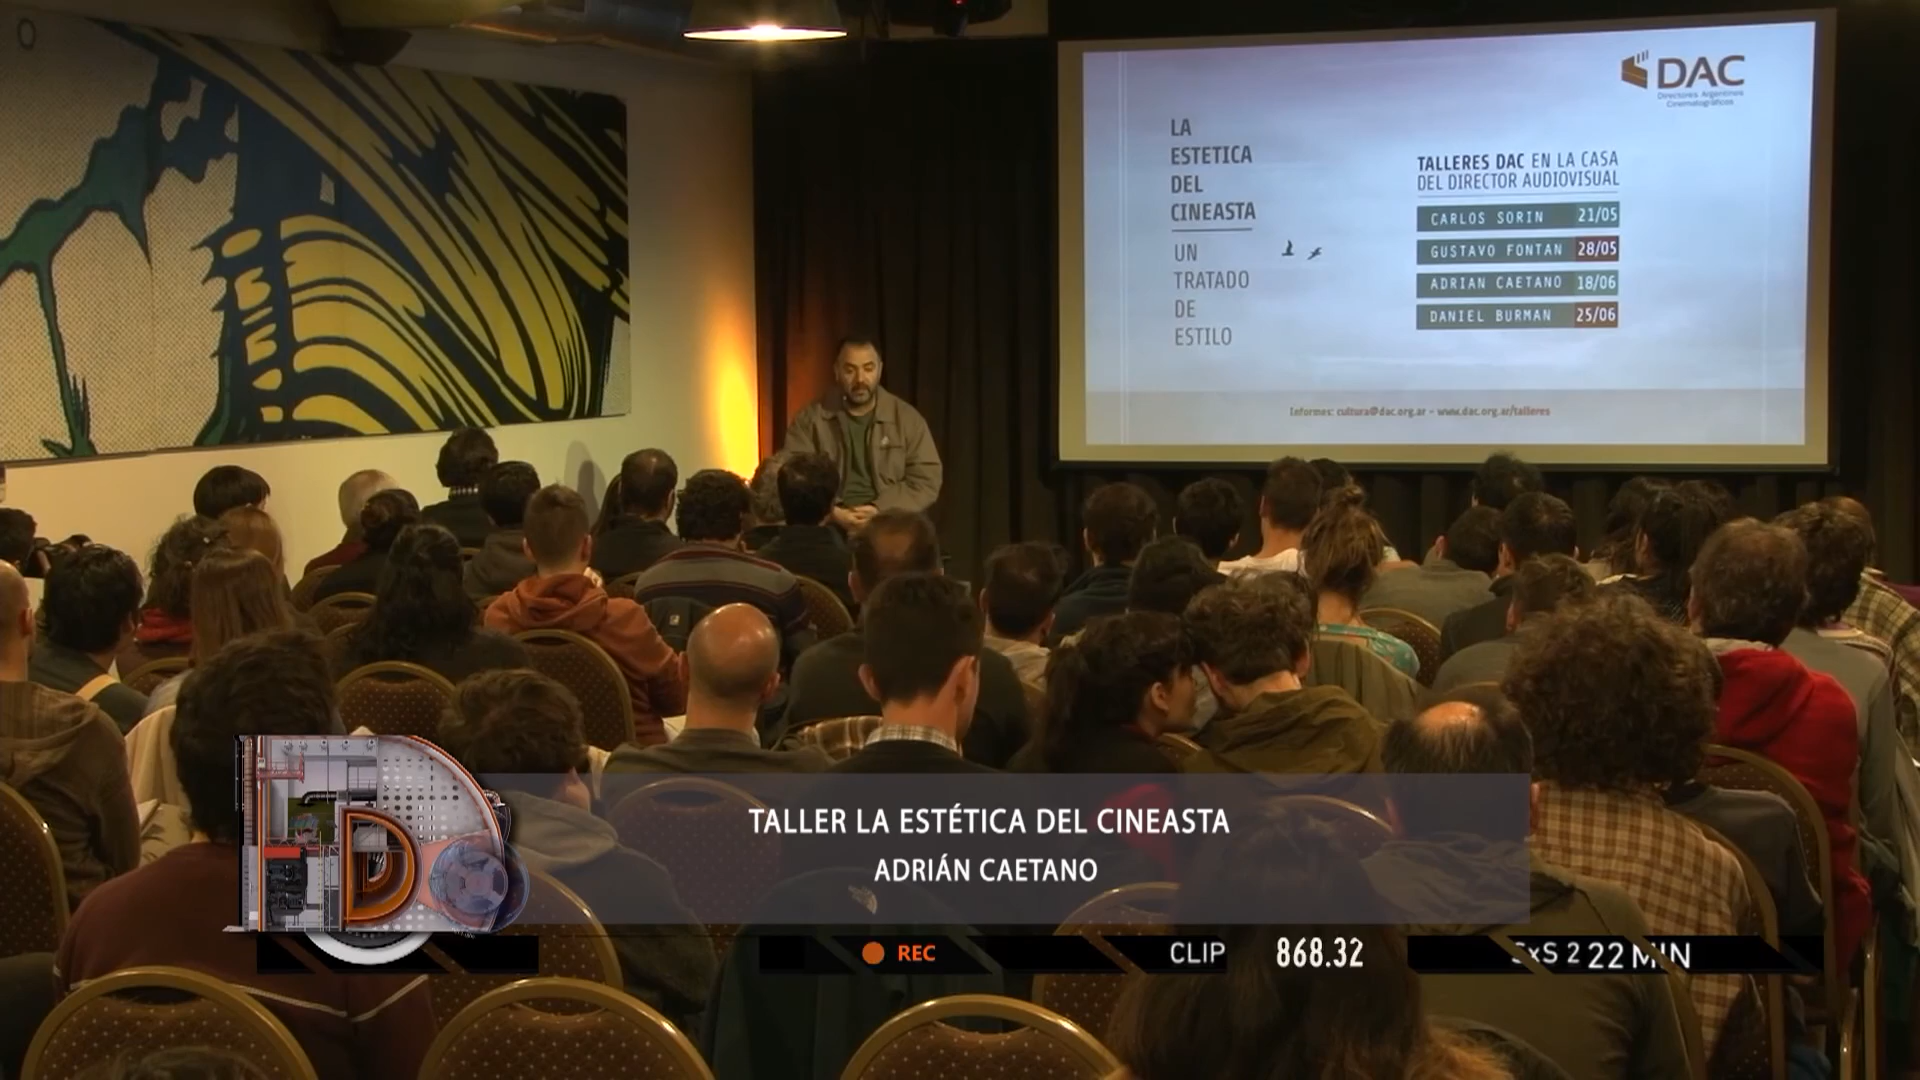 DAC
Directores Argentinos
Cinematográficos
LA
ESTETICA
DEL
CINEASTA
UN
TRATADO
DE
ESTILO
TALLERES DAC EN LA CASA
DEL DIRECTOR AUDIOVISUAL
CARLOS SORIN 21/05
GUSTAVO FONTAN 28/05
ADRIAN CAETANO 18/06
DANIEL BURMAN 25/06
Informes: cultura@dac.org.ar - www.dac.org.ar/talleres
TALLER LA ESTÉTICA DEL CINEASTA
ADRIÁN CAETANO
REC CLIP 868.32 SxS 2 22 MIN